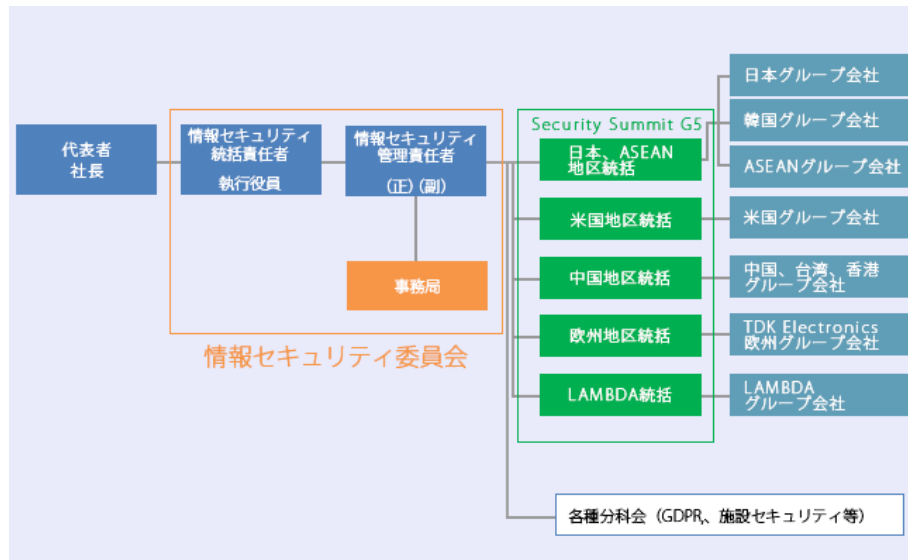 代表者
社長
情報セキュリティ
統括責任者
執行役員
情報セキュリティ
管理責任者
(正)(副)
事務局
情報セキュリティ委員会
Security Summit G5
日本、ASEAN
地区統括
米国地区統括
中国地区統括
欧州地区統括
LAMBDA統括
日本グループ会社
韓国グループ会社
ASEANグループ会社
米国グループ会社
中国、台湾、香港
グループ会社
TDK Electronics
欧州グループ会社
LAMBDA
グループ会社
各種分科会（GDPR,、施設セキュリティ等）